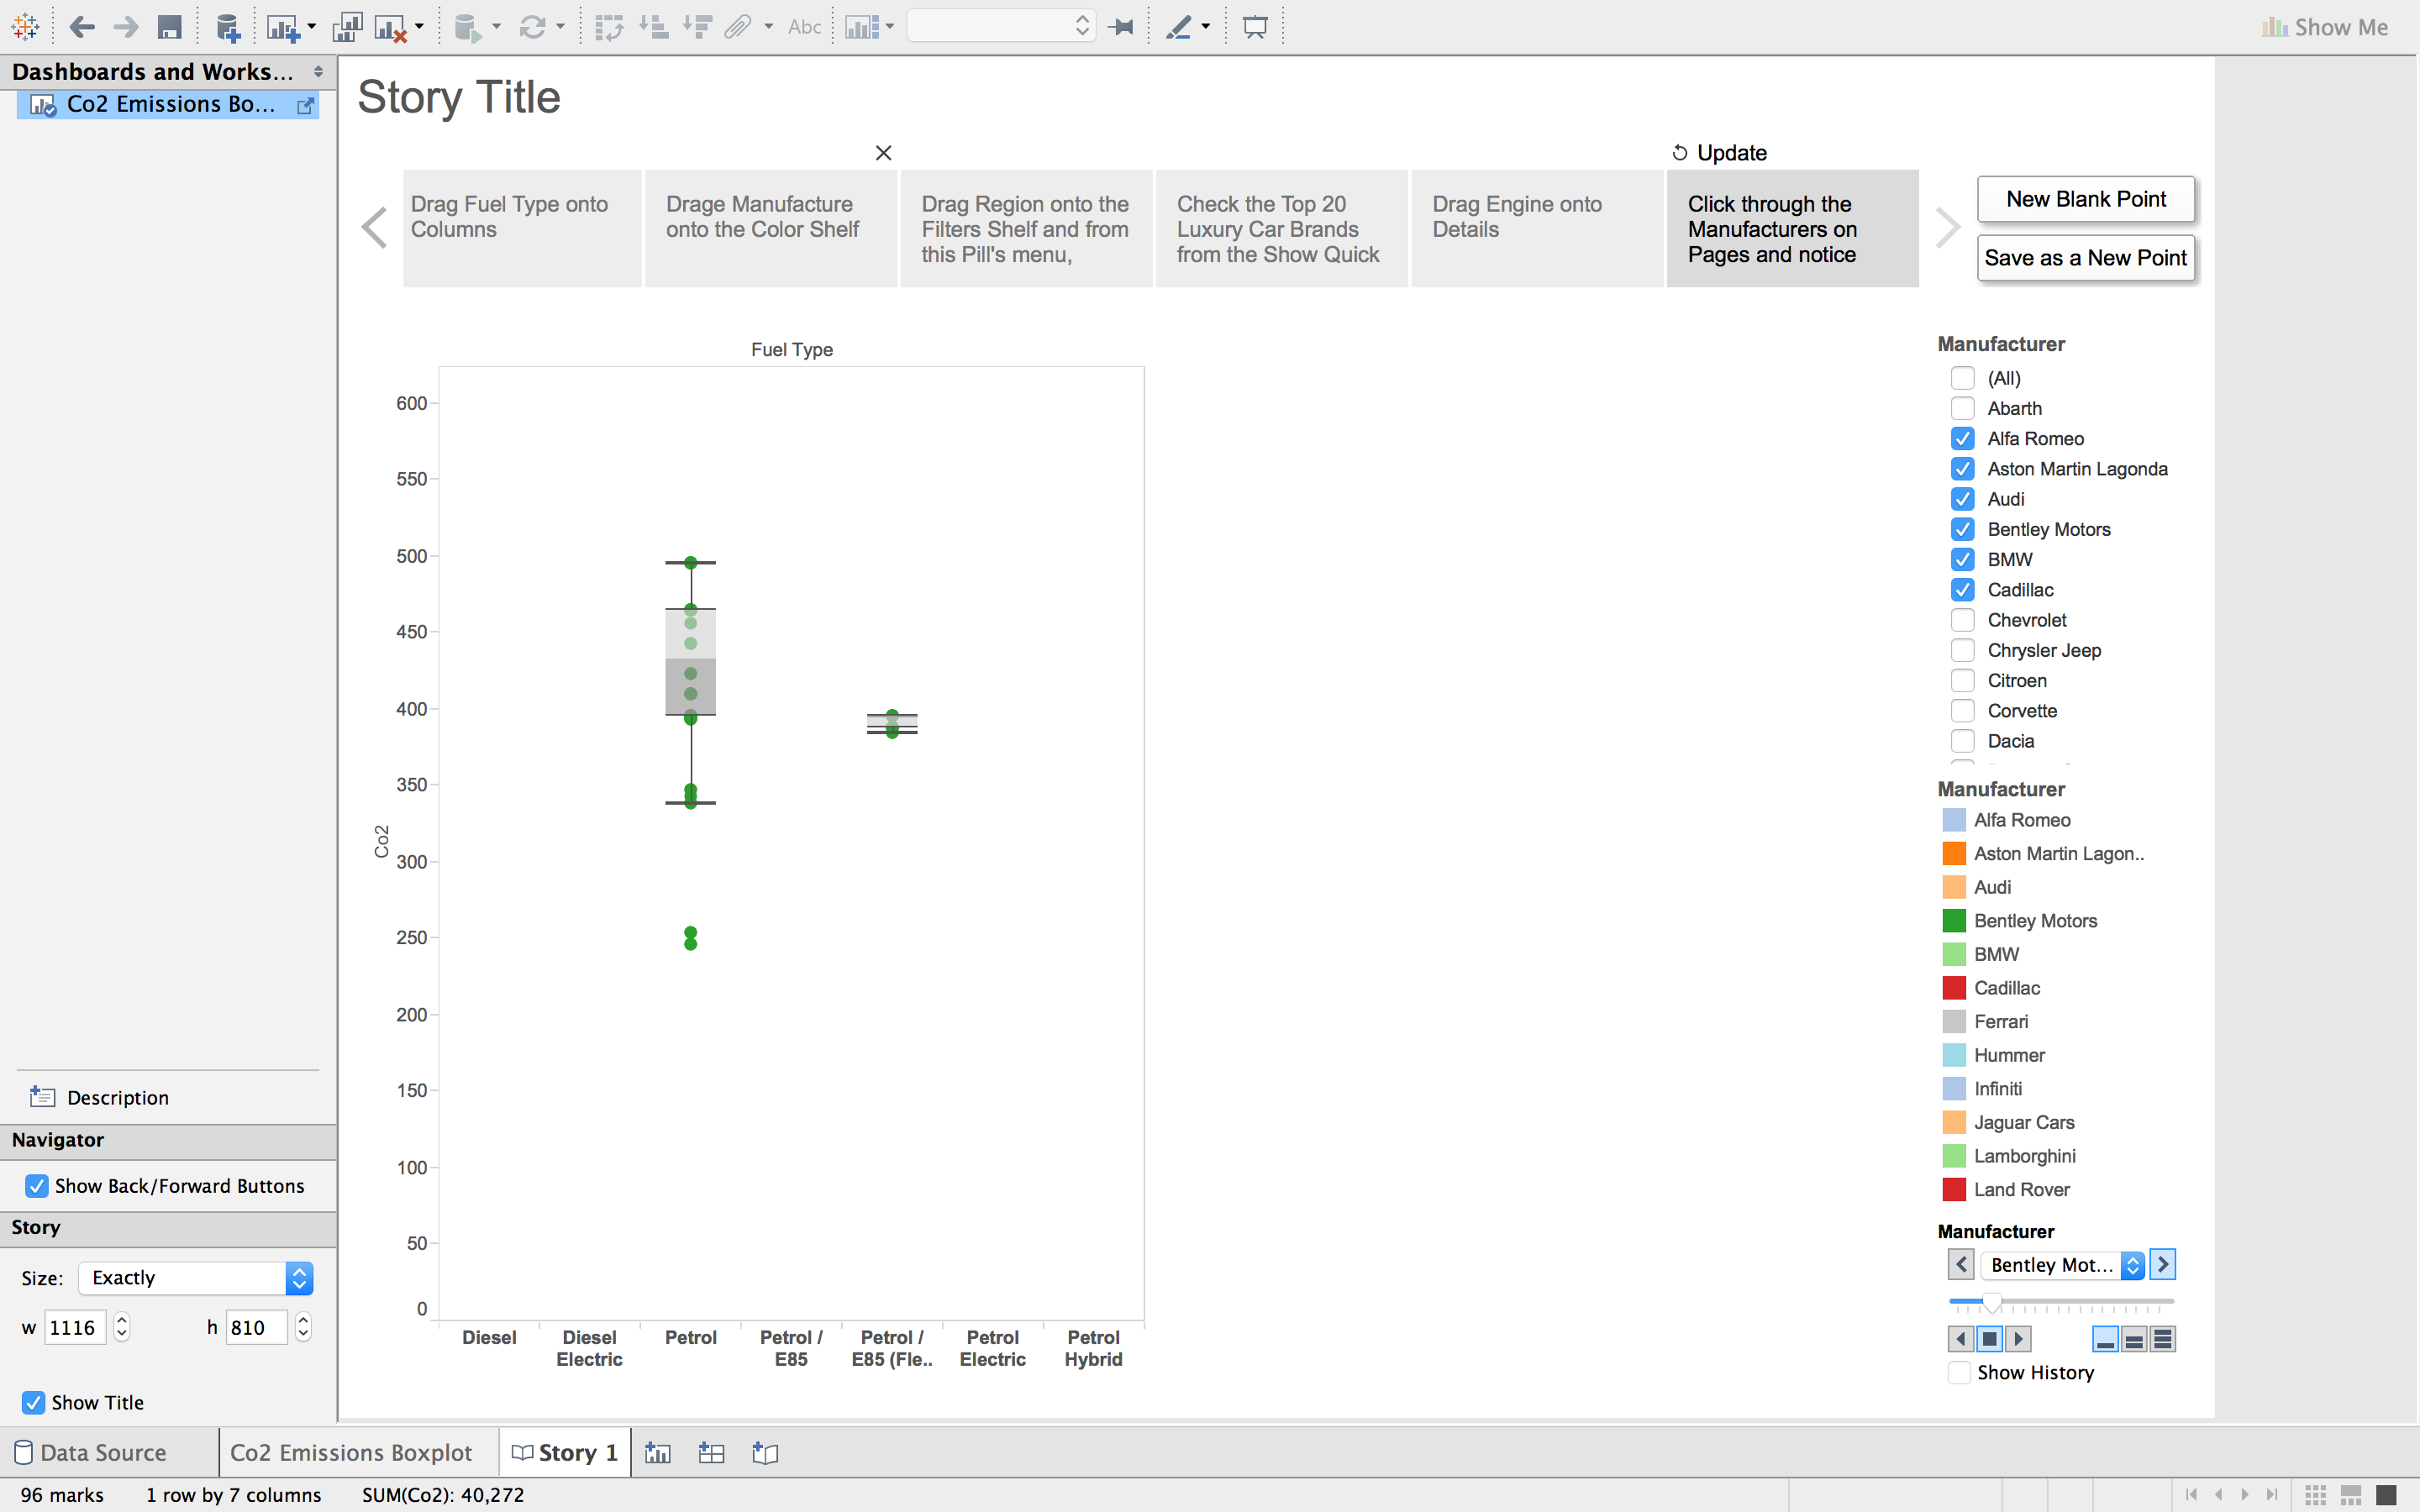 Abc
Show Me
Dashboards and Works...
Co2 Emissions Bo...
Story Title
Update
Drag Fuel Type onto
Columns
Drage Manufacture
onto the Color Shelf
Drag Region onto the
Filters Shelf and from
this Pill's menu,
Check the Top 20
Luxury Car Brands
from the Show Quick
Drag Engine onto
Details
Click through the
Manufacturers on
Pages and notice
New Blank Point
Save as a New Point
Fuel Type
600
550
500
450
400
350
300
250
200
150
100
50
0
Co2
Diesel
Diesel
Electric
Petrol
Petrol /
E85
Petrol /
E85 (Fle..
Petrol
Electric
Petrol
Hybrid
Manufacturer
(All)
Abarth
Alfa Romeo
Aston Martin Lagonda
Audi
Bentley Motors
BMW
Cadillac
Chevrolet
Chrysler Jeep
Citroen
Corvette
Dacia
Manufacturer
Alfa Romeo
Aston Martin Lagon..
Audi
Bentley Motors
BMW
Cadillac
Ferrari
Hummer
Infiniti
Jaguar Cars
Lamborghini
Land Rover
Manufacturer
Bentley Mot...
Show History
Description
Navigator
Show Back/Forward Buttons
Story
Size: Exactly
w 1116 h 810
Show Title
Data Source
Co2 Emissions Boxplot
Story 1
96 marks 1 row by 7 columns SUM(Co2): 40,272